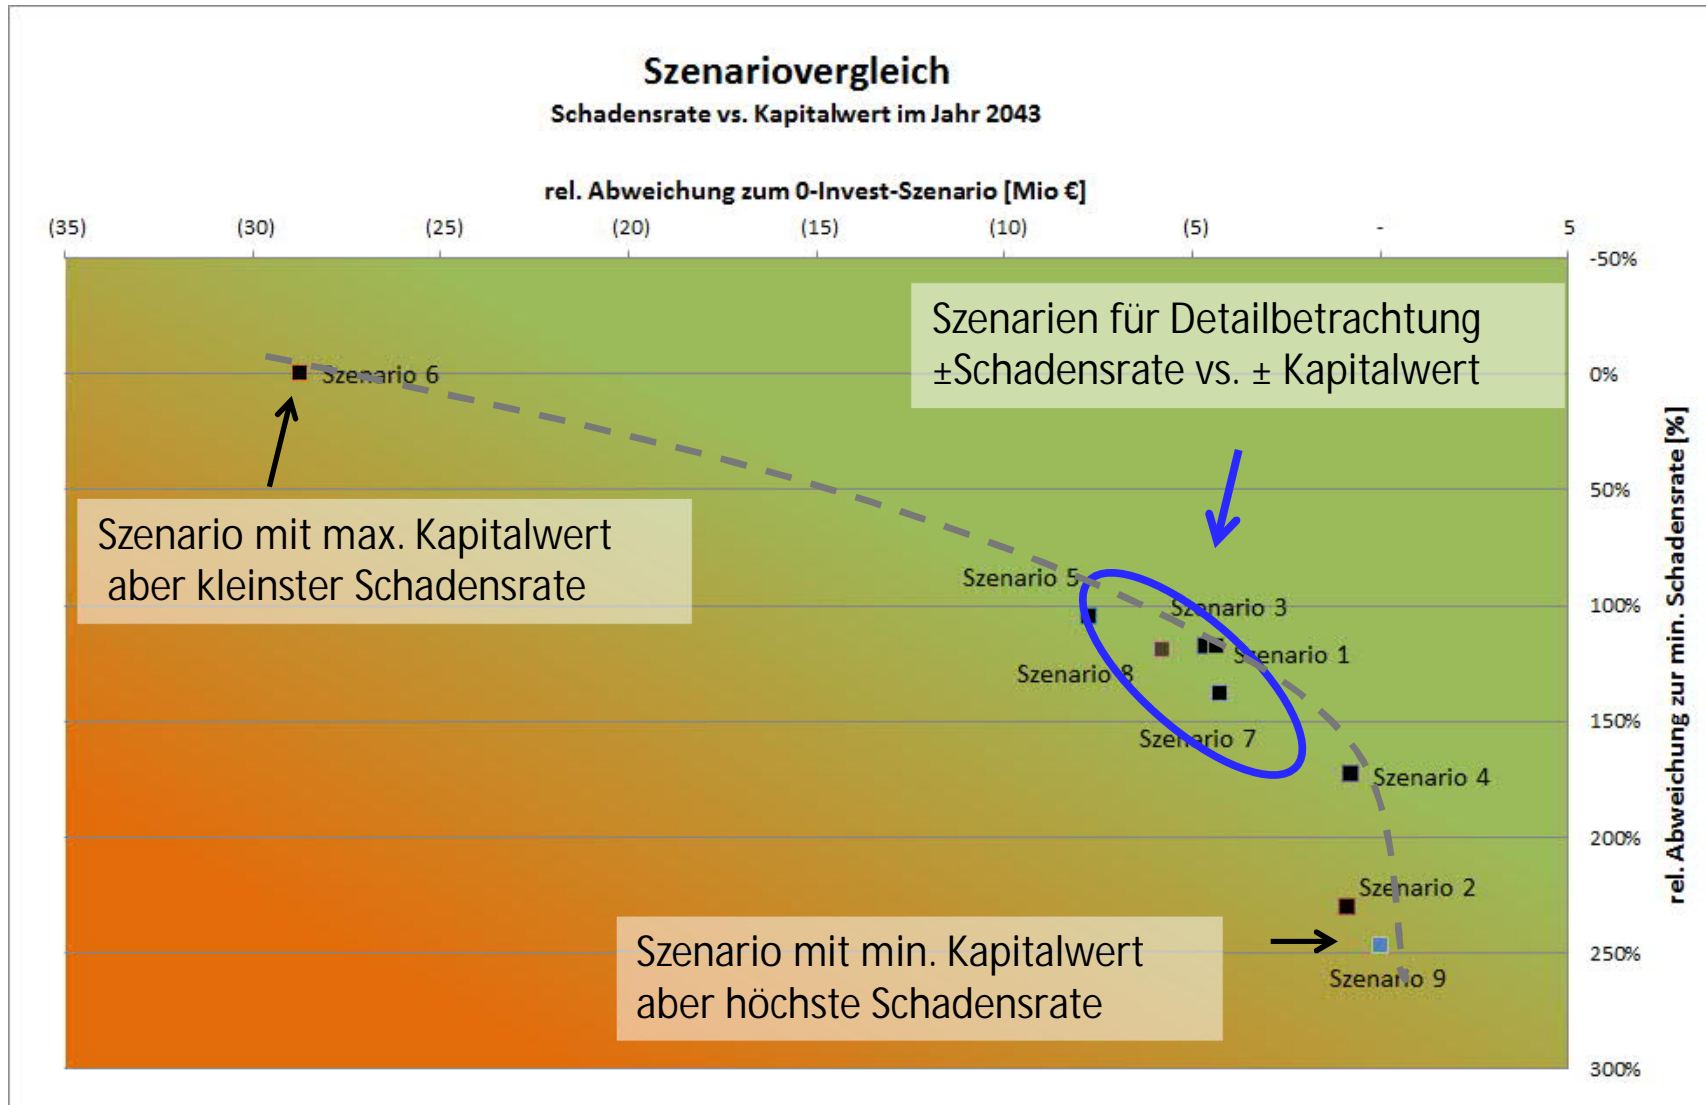 Szenariovergleich
Schadensrate vs. Kapitalwert im Jahr 2043
rel. Abweichung zum 0-Invest-Szenario [Mio €]
(35) (30) (25) (20) (15) (10) (5) - 5
-50%
0%
50%
100%
150%
200%
250%
300%
rel. Abweichung zur min. Schadensrate [%]
Szenarien für Detailbetrachtung
±Schadensrate vs. ± Kapitalwert
Szenario 6
Szenario mit max. Kapitalwert
aber kleinster Schadensrate
Szenario 5
Szenario 3
Szenario 1
Szenario 8
Szenario 7
Szenario 4
Szenario 2
Szenario mit min. Kapitalwert
aber höchste Schadensrate
Szenario 9